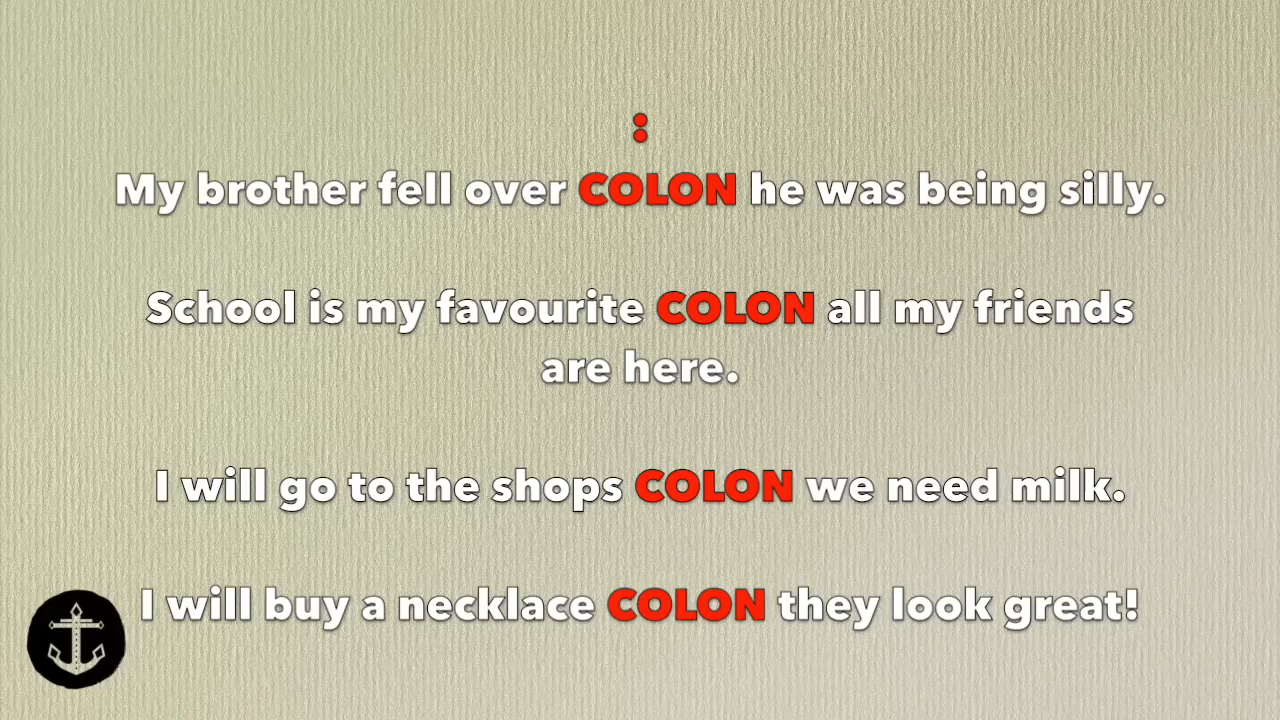 :
My brother fell over COLON he was being silly.
School is my favourite COLON all my friends
are here.
I will go to the shops COLON we need milk.
I will buy a necklace COLON they look great!